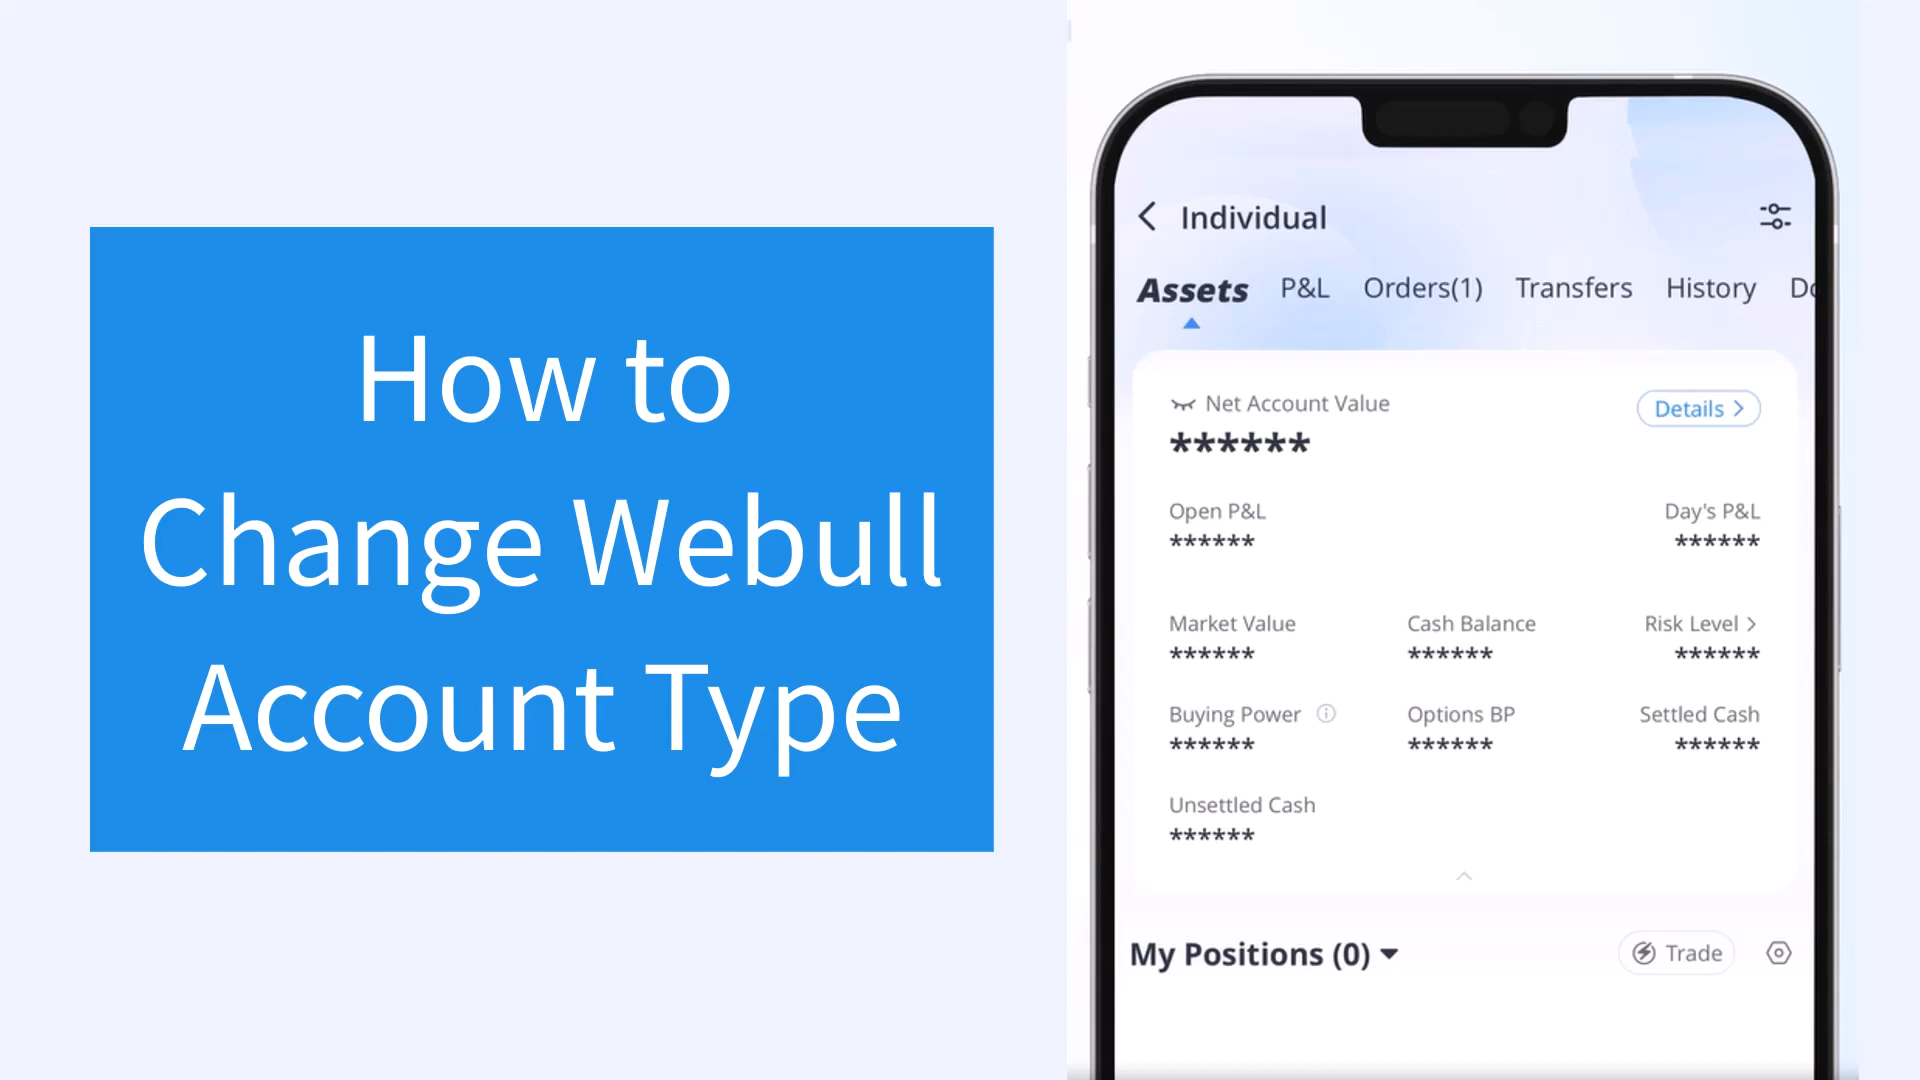 How to
Change Webull
Account Type
Individual
Assets P&L Orders(1) Transfers History Do
Net Account Value Details
******
Open P&L Day's P&L
****** ******
Market Value Cash Balance Risk Level
****** ****** ******
Buying Power Options BP Settled Cash
****** ****** ******
Unsettled Cash
******
My Positions (0) Trade